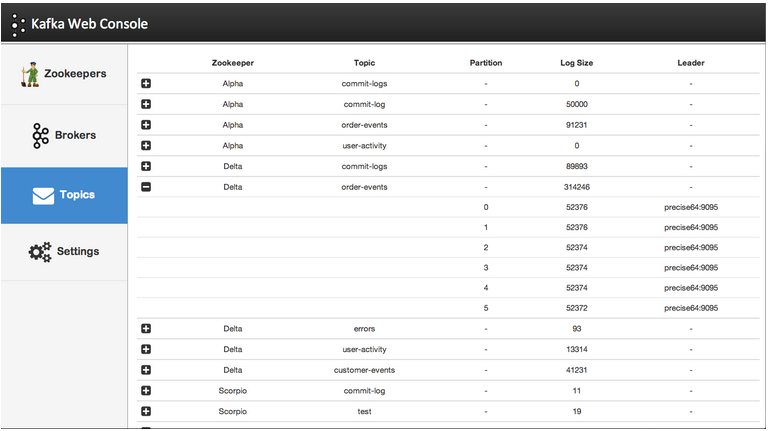 Kafka Web Console
Zookeepers
Brokers
Topics
Settings
Zookeeper Topic Partition Log Size Leader
Alpha commit-logs - 0 -
Alpha commit-log - 50000 -
Alpha order-events - 91231 -
Alpha user-activity - 0 -
Delta commit-logs - 89893 -
Delta order-events - 314246 -
0 52376 precise64:9095
1 52376 precise64:9095
2 52374 precise64:9095
3 52374 precise64:9095
4 52374 precise64:9095
5 52372 precise64:9095
Delta errors - 93 -
Delta user-activity - 13314 -
Delta customer-events - 41231 -
Scorpio commit-log - 11 -
Scorpio test - 19 -